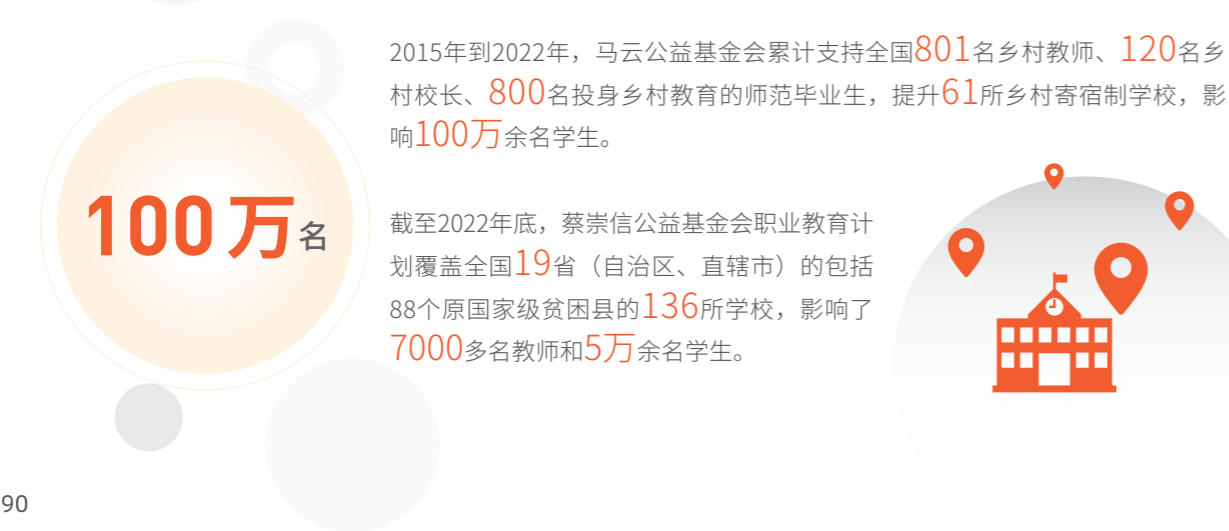 100万名
2015年到2022年，马云公益基金会累计支持全国801名乡村教师、120名乡
村校长、800名投身乡村教育的师范毕业生，提升61所乡村寄宿制学校，影
响100万余名学生。
截至2022年底，蔡崇信公益基金会职业教育计
划覆盖全国19省（自治区、直辖市）的包括
88个原国家级贫困县的136所学校，影响了
7000多名教师和5万余名学生。
90